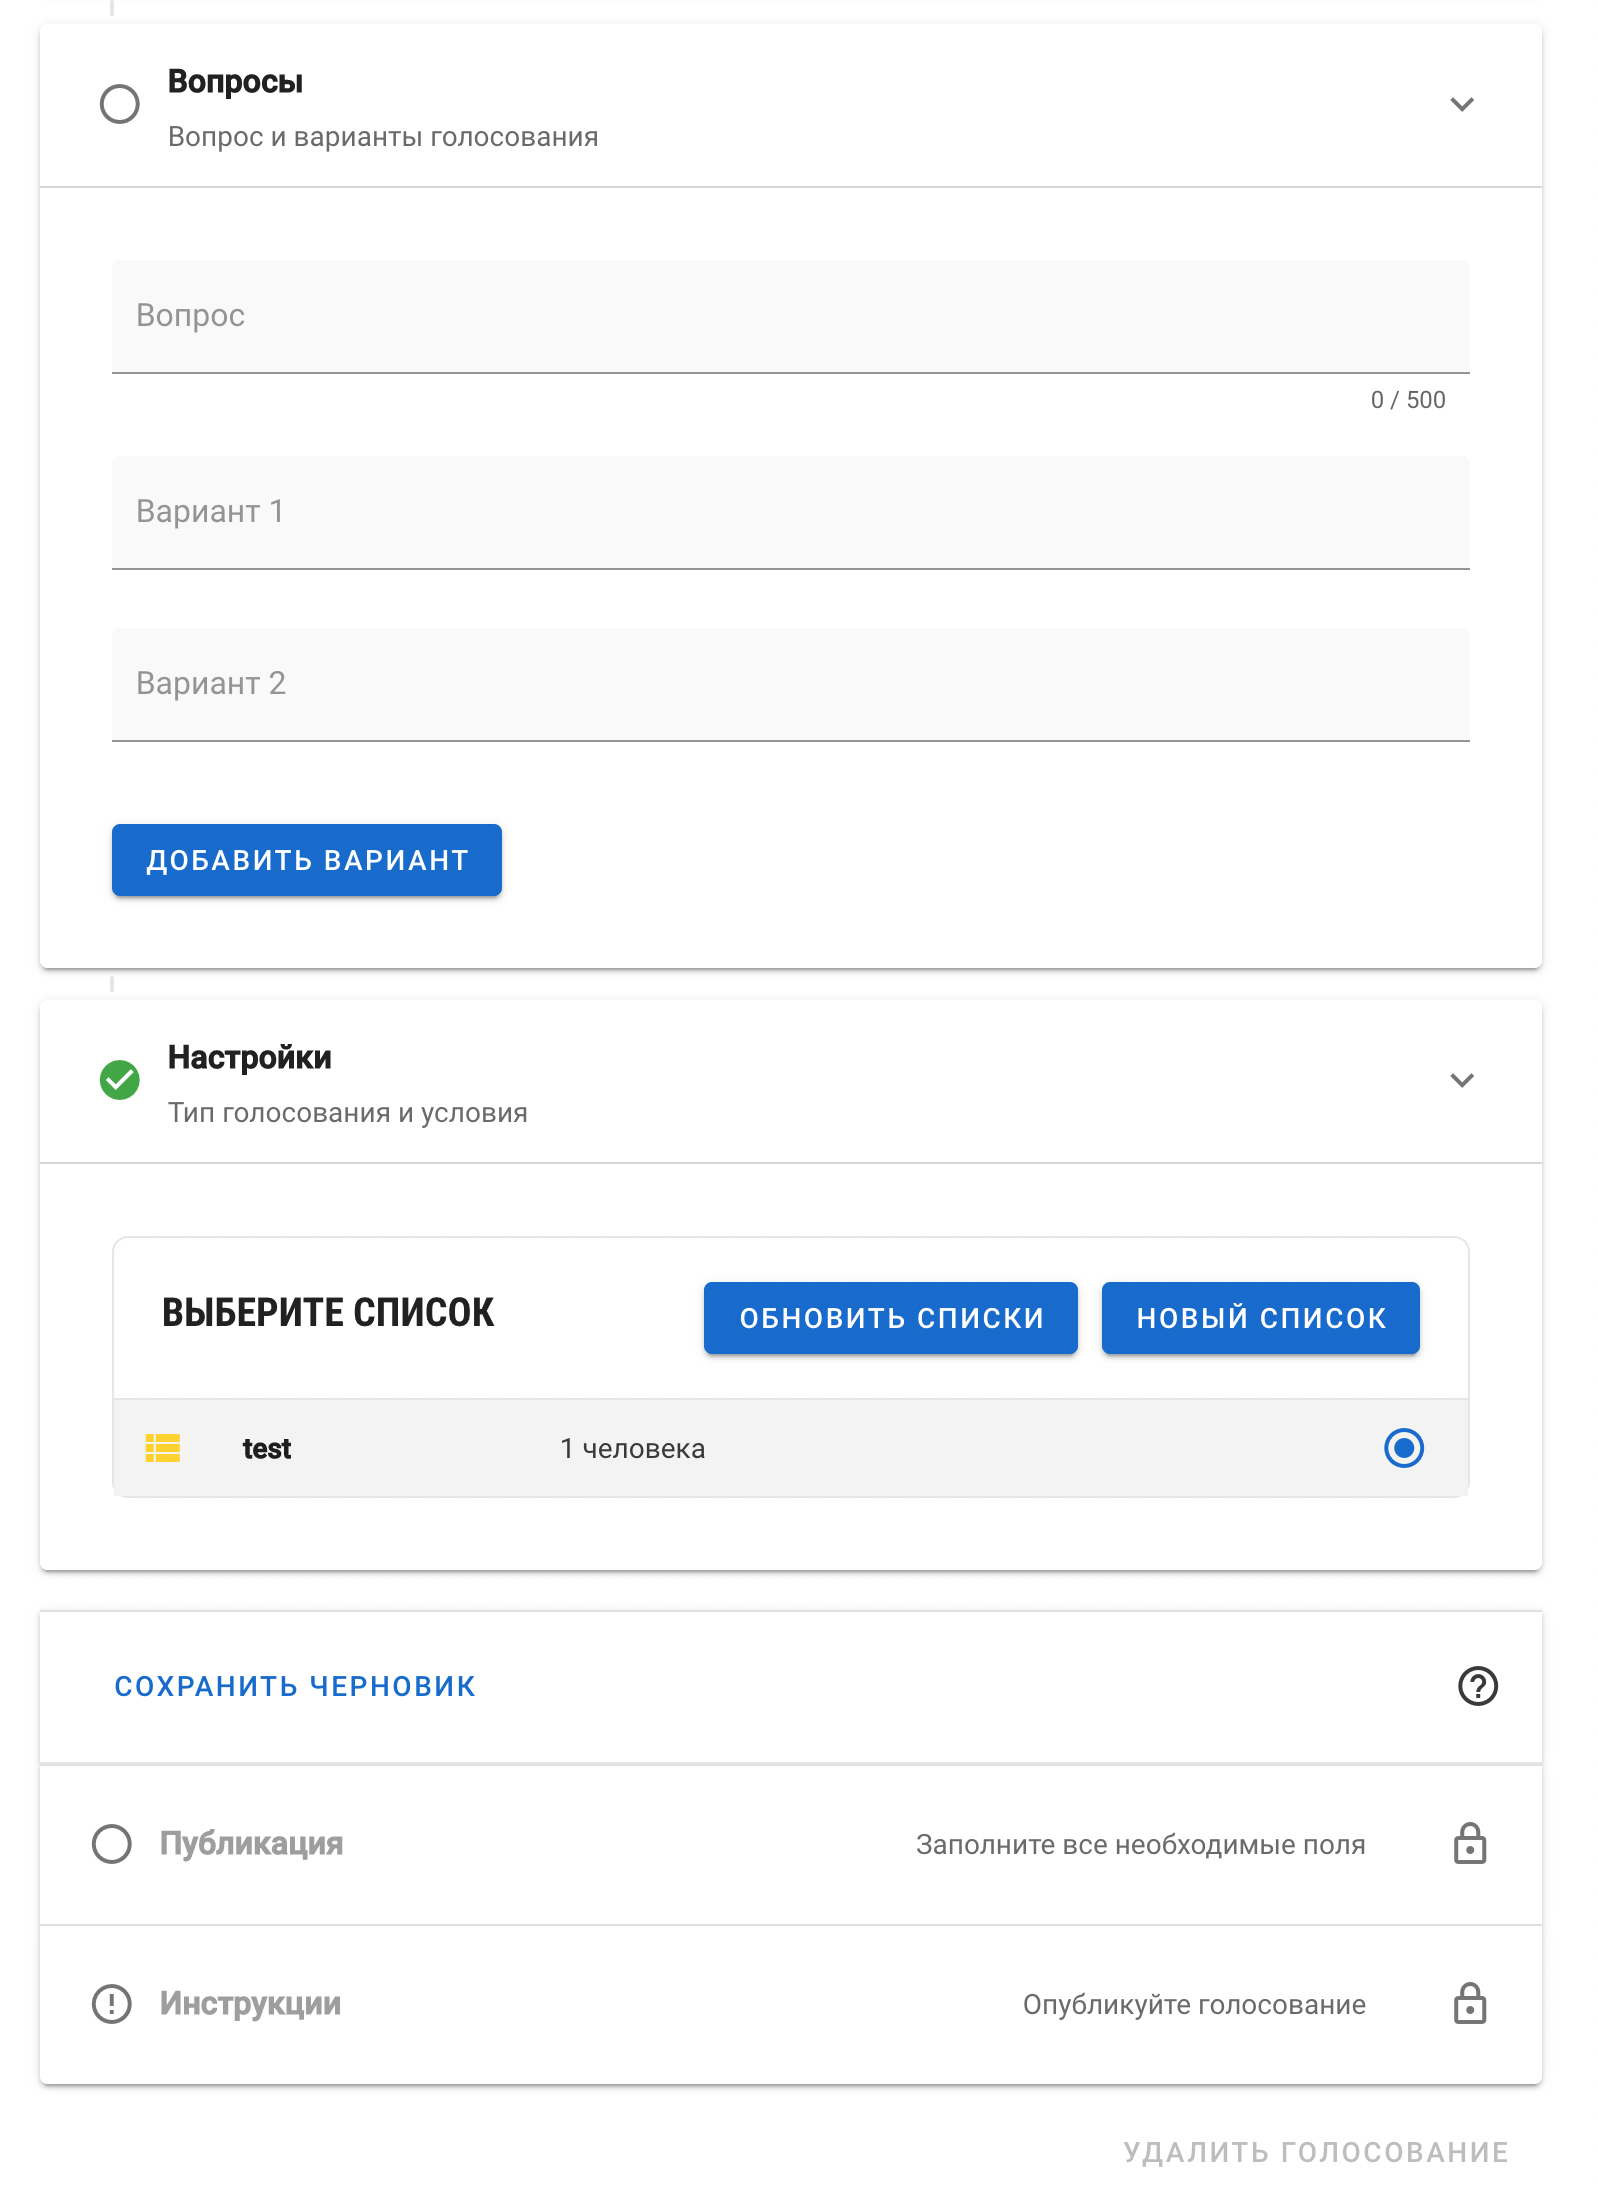 Вопросы
Вопрос и варианты голосования
Вопрос
0 / 500
Вариант 1
Вариант 2
ДОБАВИТЬ ВАРИАНТ
Настройки
Тип голосования и условия
ВЫБЕРИТЕ СПИСОК
ОБНОВИТЬ СПИСКИ
НОВЫЙ СПИСОК
test
1 человека
СОХРАНИТЬ ЧЕРНОВИК
Публикация
Заполните все необходимые поля
Инструкции
Опубликуйте голосование
УДАЛИТЬ ГОЛОСОВАНИЕ